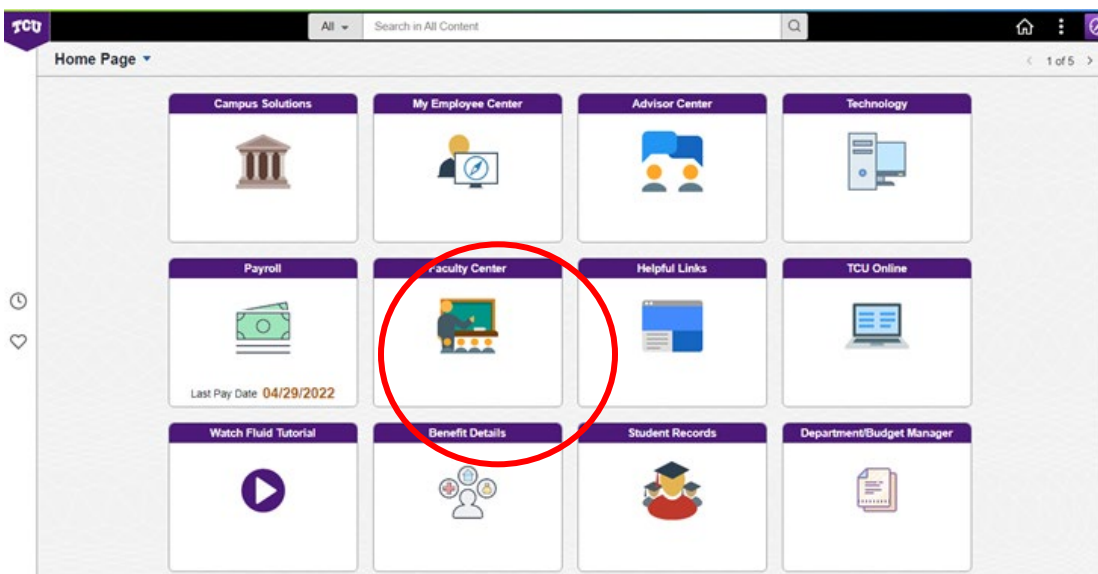 TCU
All
Search in All Content
Home Page
1 of 5
Campus Solutions
My Employee Center
Advisor Center
Technology
Payroll
Faculty Center
Helpful Links
TCU Online
Last Pay Date 04/29/2022
Watch Fluid Tutorial
Benefit Details
Student Records
Department/Budget Manager